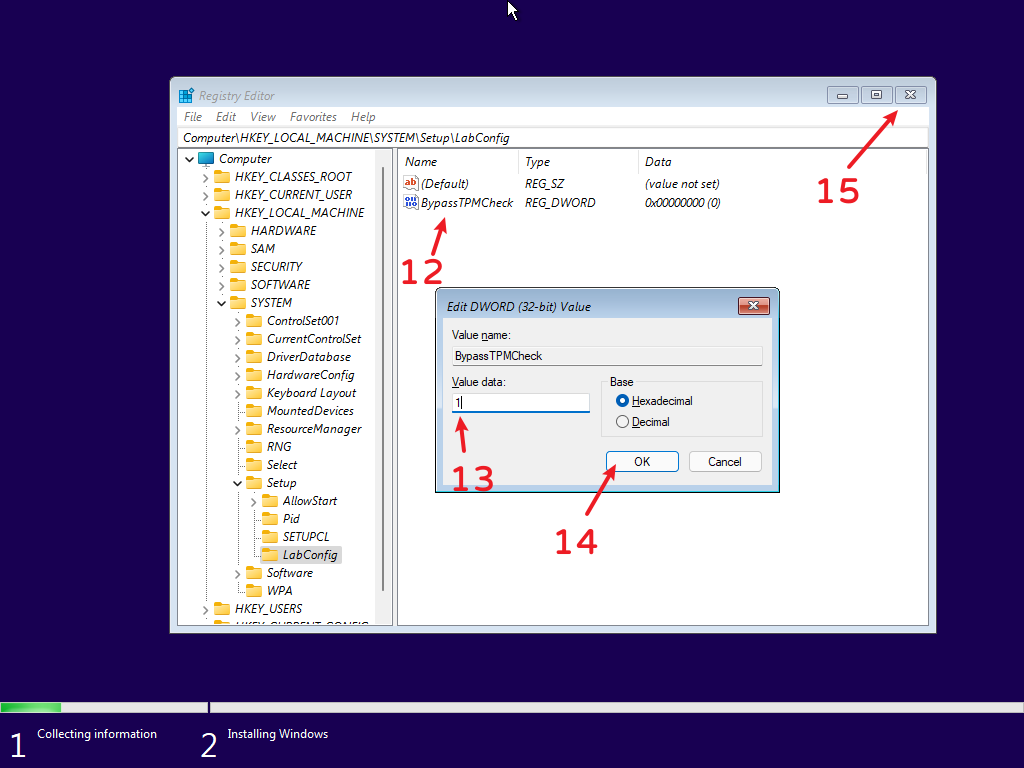 Registry Editor
File Edit View Favorites Help
Computer\HKEY_LOCAL_MACHINE\SYSTEM\Setup\LabConfig
Computer
HKEY_CLASSES_ROOT
HKEY_CURRENT_USER
HKEY_LOCAL_MACHINE
HARDWARE
SAM
SECURITY
SOFTWARE
SYSTEM
ControlSet001
CurrentControlSet
DriverDatabase
HardwareConfig
Keyboard Layout
MountedDevices
ResourceManager
RNG
Select
Setup
AllowStart
Pid
SETUPCL
LabConfig
Software
WPA
HKEY_USERS
HKEY_CURRENT_CONFIG
Name Type Data
ab (Default) REG_SZ (value not set)
BypassTPMCheck REG_DWORD 0x00000000 (0)
15
12
Edit DWORD (32-bit) Value
Value name:
BypassTPMCheck
Value data:
1
Base
Hexadecimal
Decimal
OK Cancel
13
14
1 Collecting information
2 Installing Windows